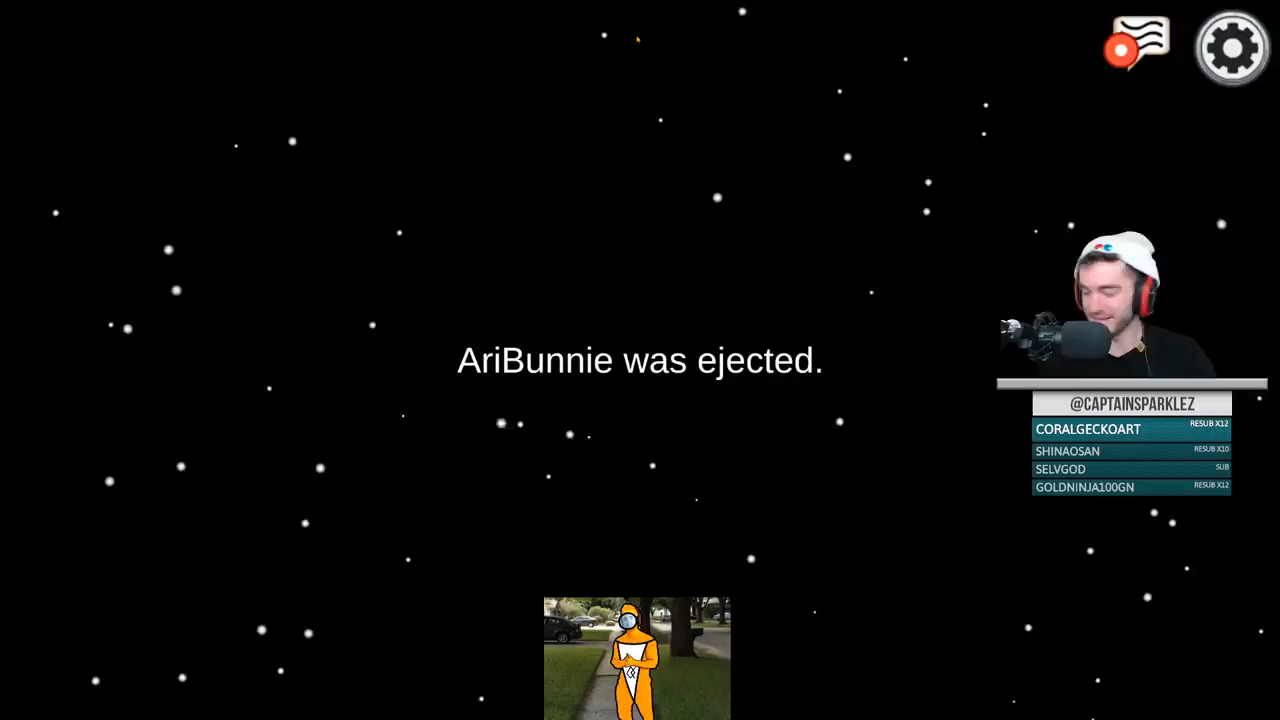 AriBunnie was ejected.
@CAPTAINSPARKLEZ
CORALGECKOART RESUB X12
SHINAOSAN RESUB X10
SELVGOD SUB
GOLDNINJA100GN RESUB X12